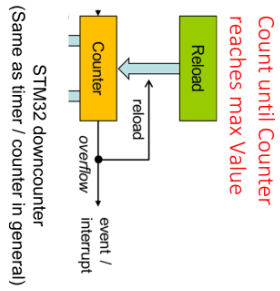 Count until Counter
reaches max Value
Reload
reload
Counter
overflow
event /
interrupt
STM32 downcounter
(Same as timer / counter in general)